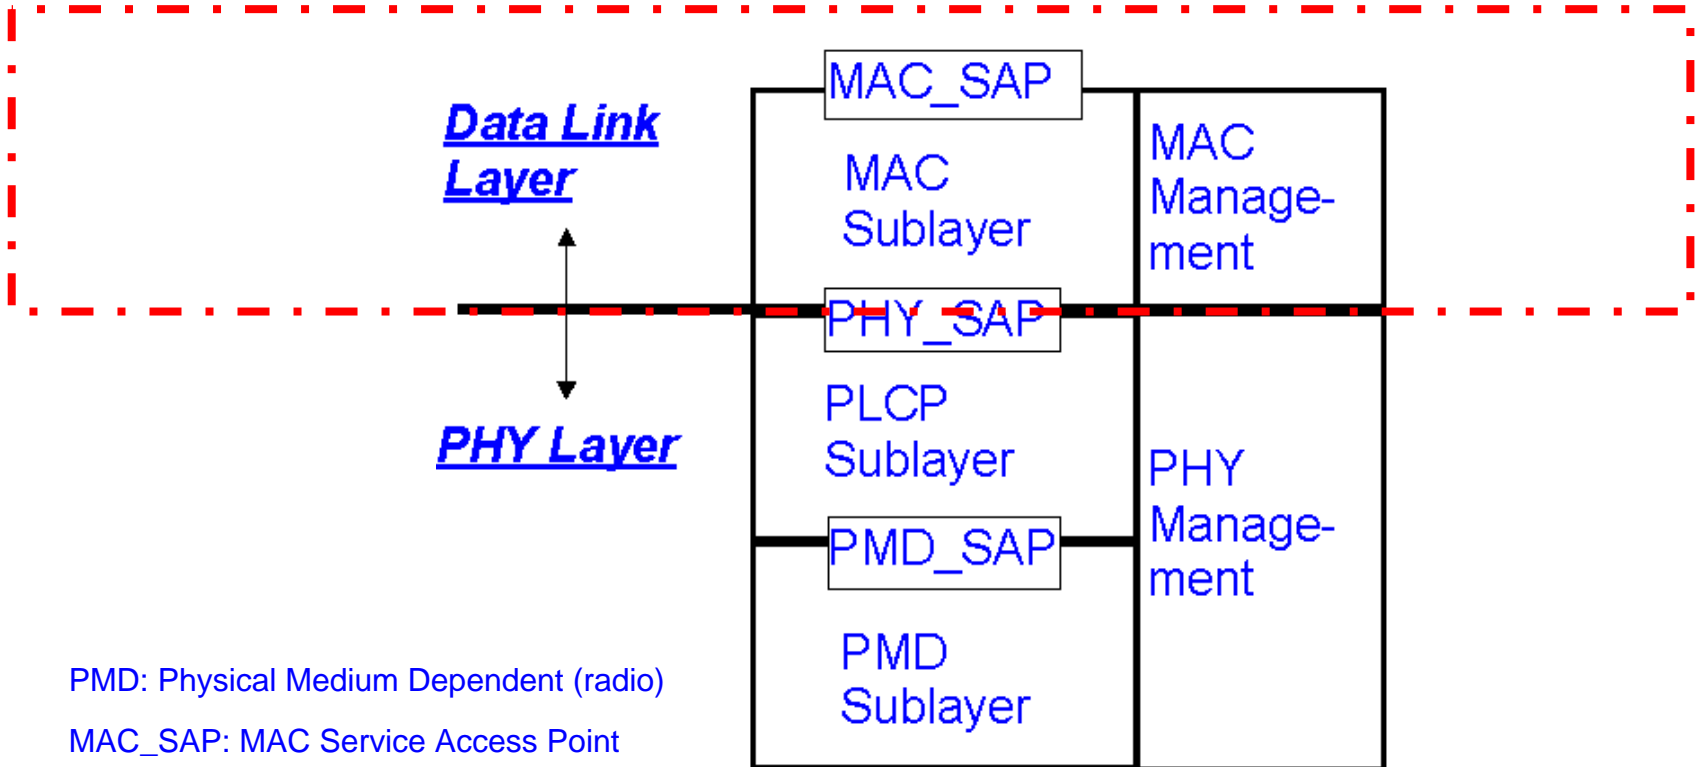 MAC_SAP
Data Link
Layer
MAC
Sublayer
MAC
Manage-
ment
PHY_SAP
PLCP
Sublayer
PHY Layer
PHY
Manage-
ment
PMD_SAP
PMD
Sublayer
PMD: Physical Medium Dependent (radio)
MAC_SAP: MAC Service Access Point